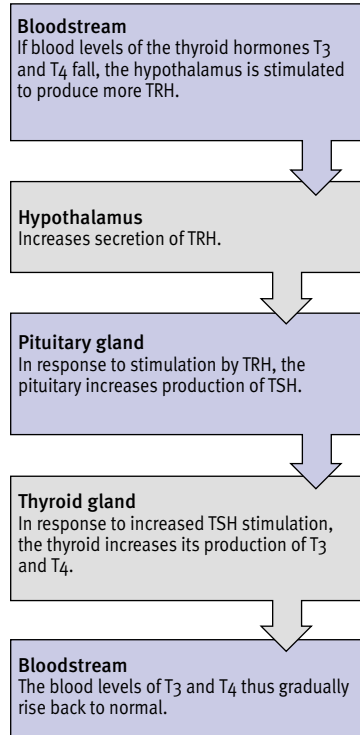 Bloodstream
If blood levels of the thyroid hormones T3
and T4 fall, the hypothalamus is stimulated
to produce more TRH.
Hypothalamus
Increases secretion of TRH.
Pituitary gland
In response to stimulation by TRH, the
pituitary increases production of TSH.
Thyroid gland
In response to increased TSH stimulation,
the thyroid increases its production of T3
and T4.
Bloodstream
The blood levels of T3 and T4 thus gradually
rise back to normal.